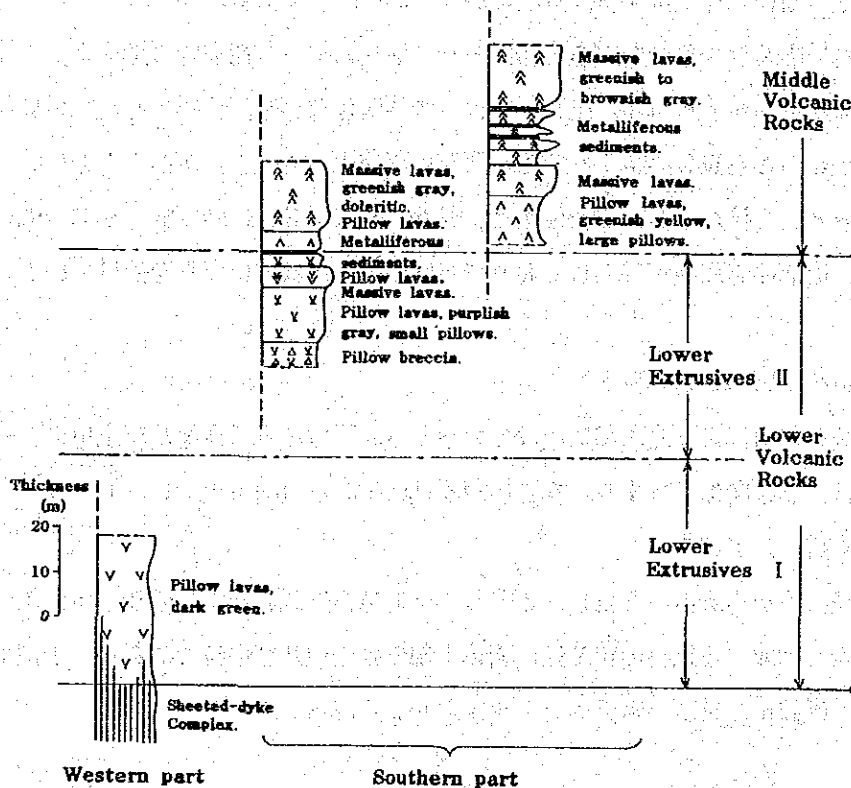 Massive lavas,
greenish to
brownish gray.
Metalliferous
sediments.
Massive lavas.
Pillow lavas,
greenish yellow,
large pillows.
Middle
Volcanic
Rocks
Massive lavas,
greenish gray,
doleritic.
Pillow lavas.
Metalliferous
sediments.
Pillow lavas.
Massive lavas.
Pillow lavas, purplish
gray, small pillows.
Pillow breccia.
Lower
Extrusives II
Lower
Volcanic
Rocks
Lower
Extrusives I
Thickness
(m)
20
10
0
Pillow lavas,
dark green.
Sheeted-dyke
Complex.
Western part
Southern part